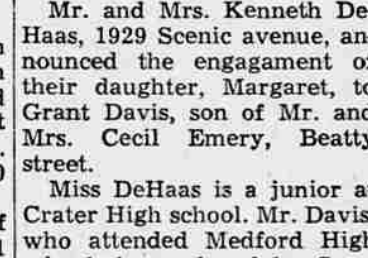 Mr. and Mrs. Kenneth De-
Haas, 1929 Scenic avenue, an-
nounced the engagament of
their daughter, Margaret, to
Grant Davis, son of Mr. and
Mrs. Cecil Emery, Beatty
street.
Miss DeHaas is a junior at
Crater High school. Mr. Davis,
who attended Medford High